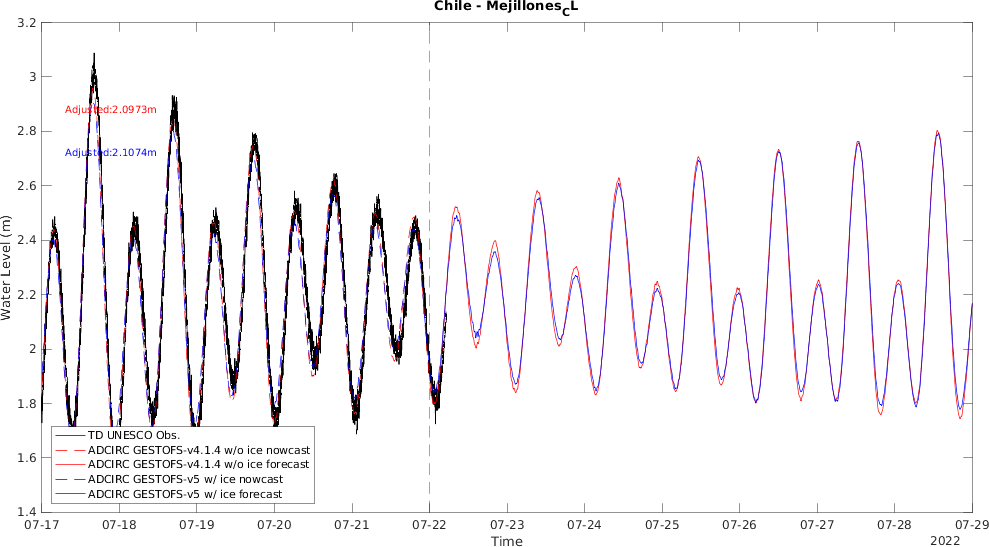 Chile - Mejillones_CL
3.2
3
2.8
2.6
2.4
2.2
2
1.8
1.6
1.4
Water Level (m)
Adjusted:2.0973m
Adjusted:2.1074m
TD UNESCO Obs.
ADCIRC GESTOFS-v4.1.4 w/o ice nowcast
ADCIRC GESTOFS-v4.1.4 w/o ice forecast
ADCIRC GESTOFS-v5 w/ ice nowcast
ADCIRC GESTOFS-v5 w/ ice forecast
07-17 07-18 07-19 07-20 07-21 07-22 07-23 07-24 07-25 07-26 07-27 07-28 07-29
Time
2022